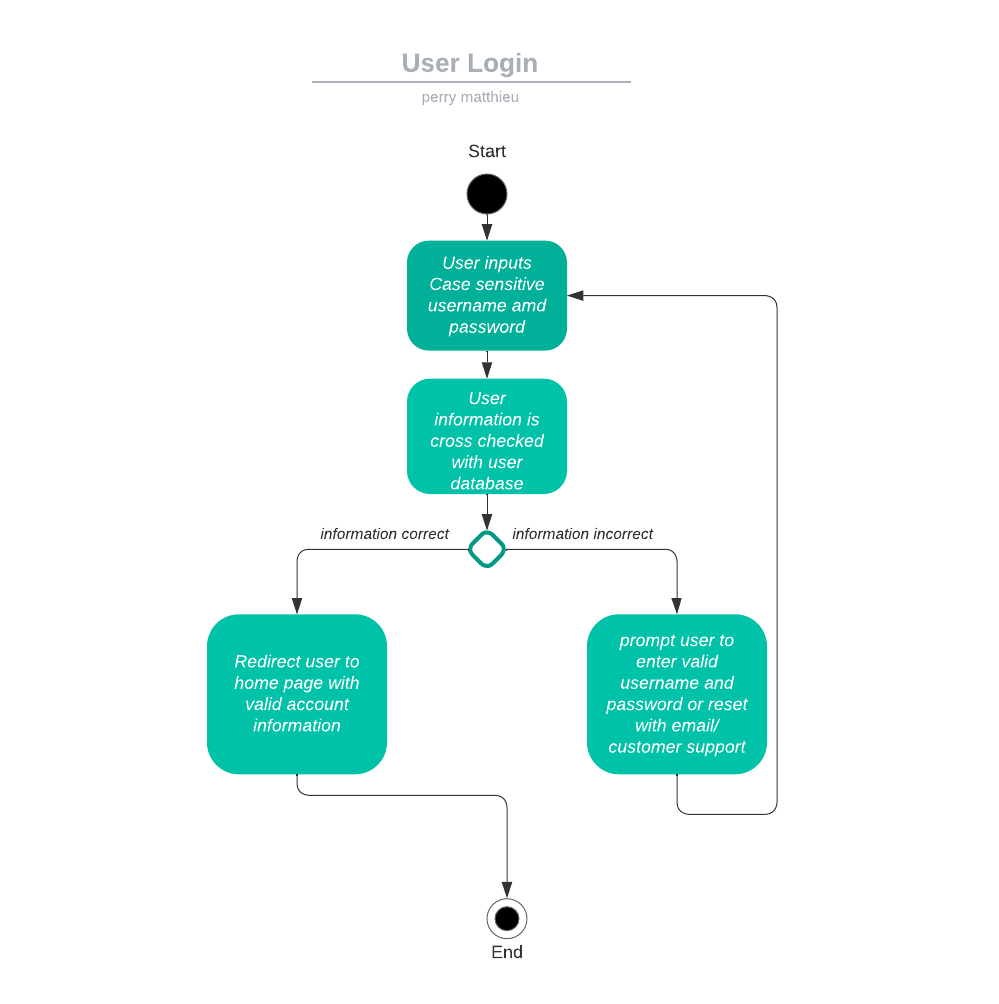 User Login
perry matthieu
Start
User inputs
Case sensitive
username amd
password
User
information is
cross checked
with user
database
information correct
information incorrect
Redirect user to
home page with
valid account
information
prompt user to
enter valid
username and
password or reset
with email/
customer support
End